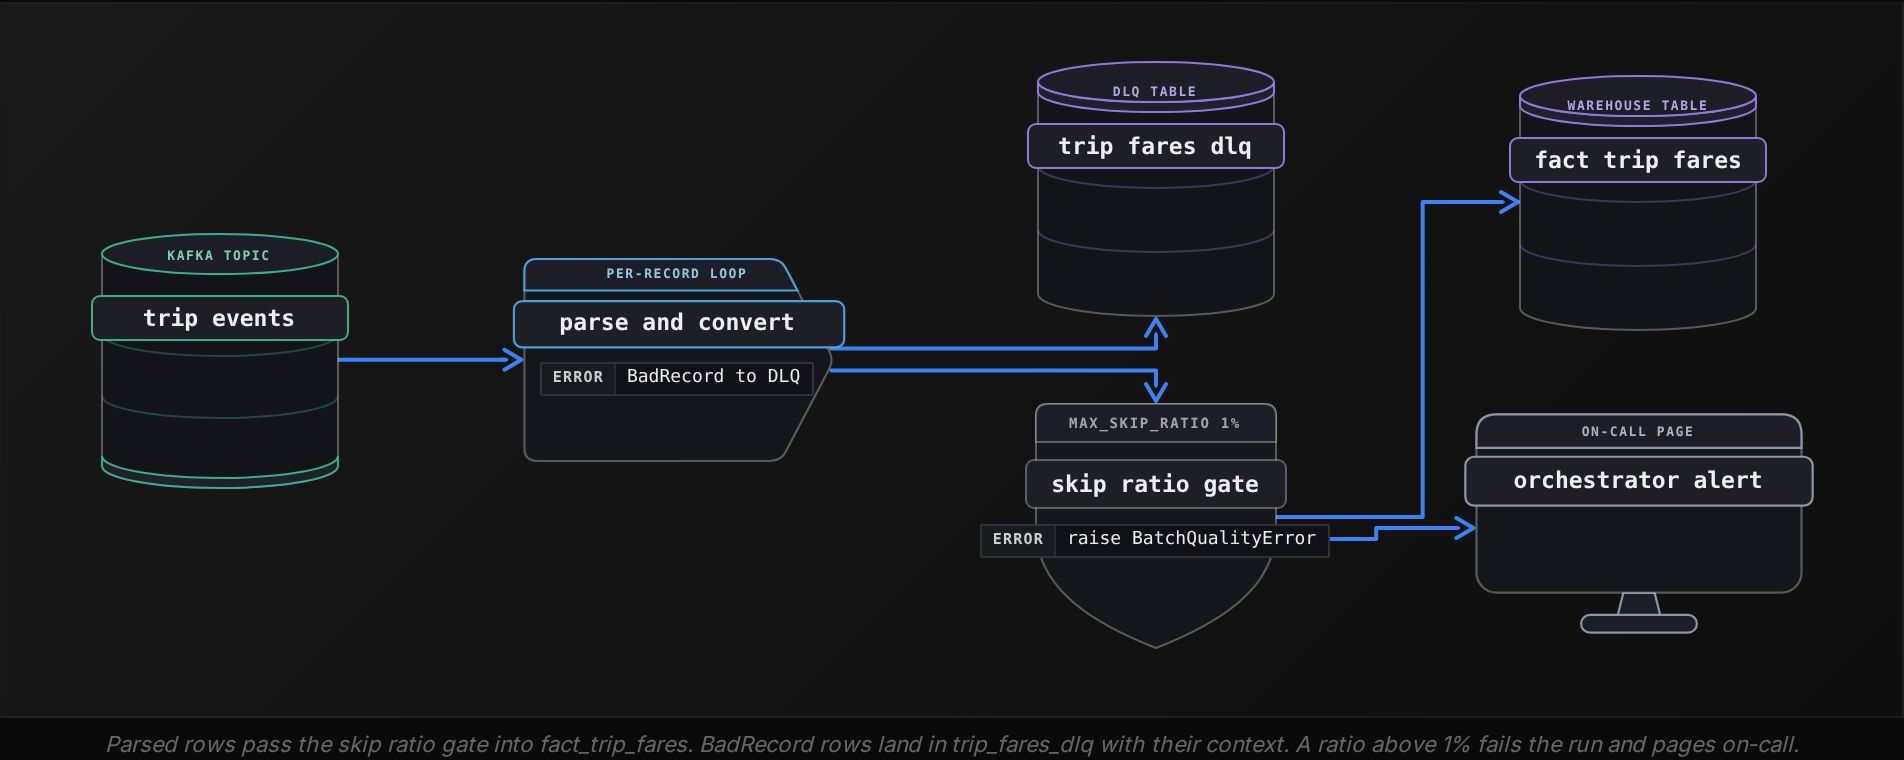 KAFKA TOPIC
trip events
PER-RECORD LOOP
parse and convert
ERROR BadRecord to DLQ
DLQ TABLE
trip fares dlq
MAX_SKIP_RATIO 1%
skip ratio gate
ERROR raise BatchQualityError
WAREHOUSE TABLE
fact trip fares
ON-CALL PAGE
orchestrator alert
Parsed rows pass the skip ratio gate into fact_trip_fares. BadRecord rows land in trip_fares_dlq with their context. A ratio above 1% fails the run and pages on-call.